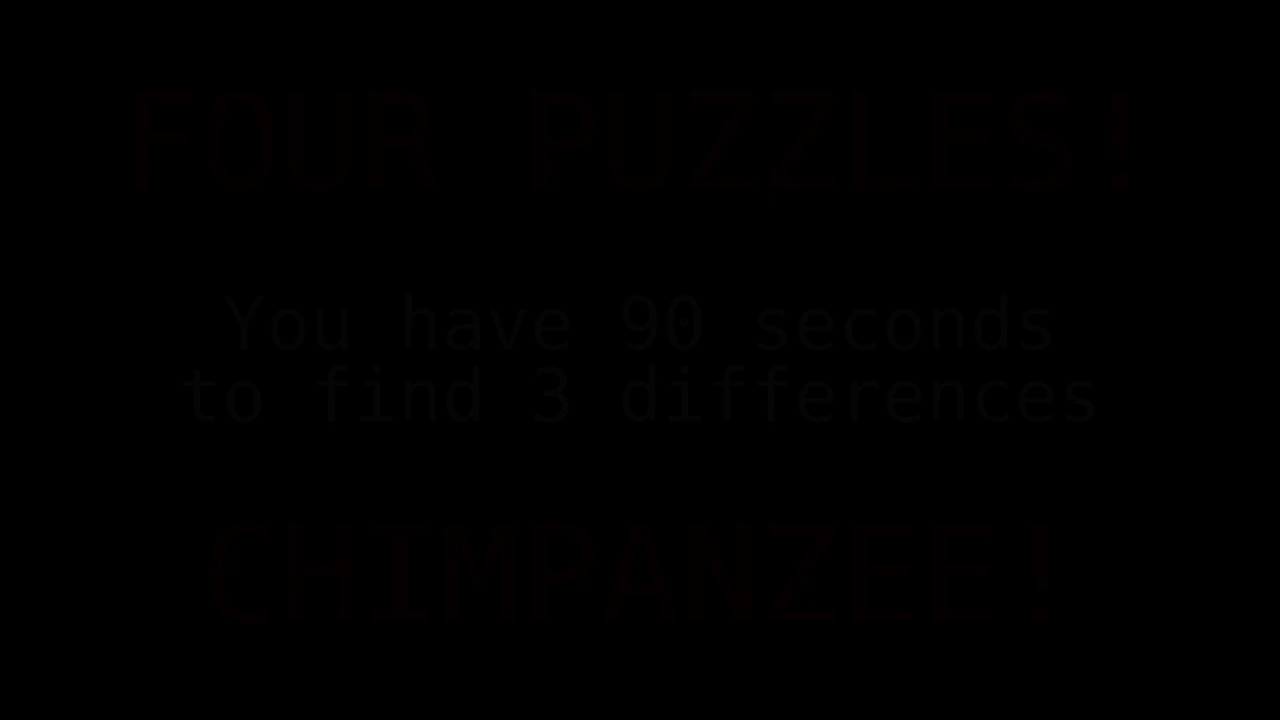 FOUR PUZZLES!
You have 90 seconds
to find 3 differences
CHIMPANZEE!